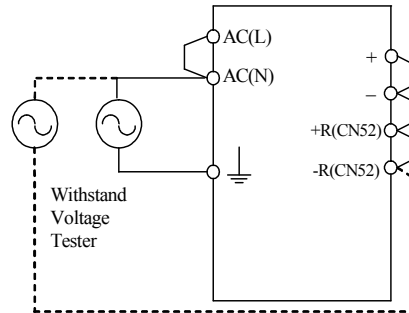 AC(L)
AC(N)
+
–
+R(CN52)
-R(CN52)
Withstand
Voltage
Tester